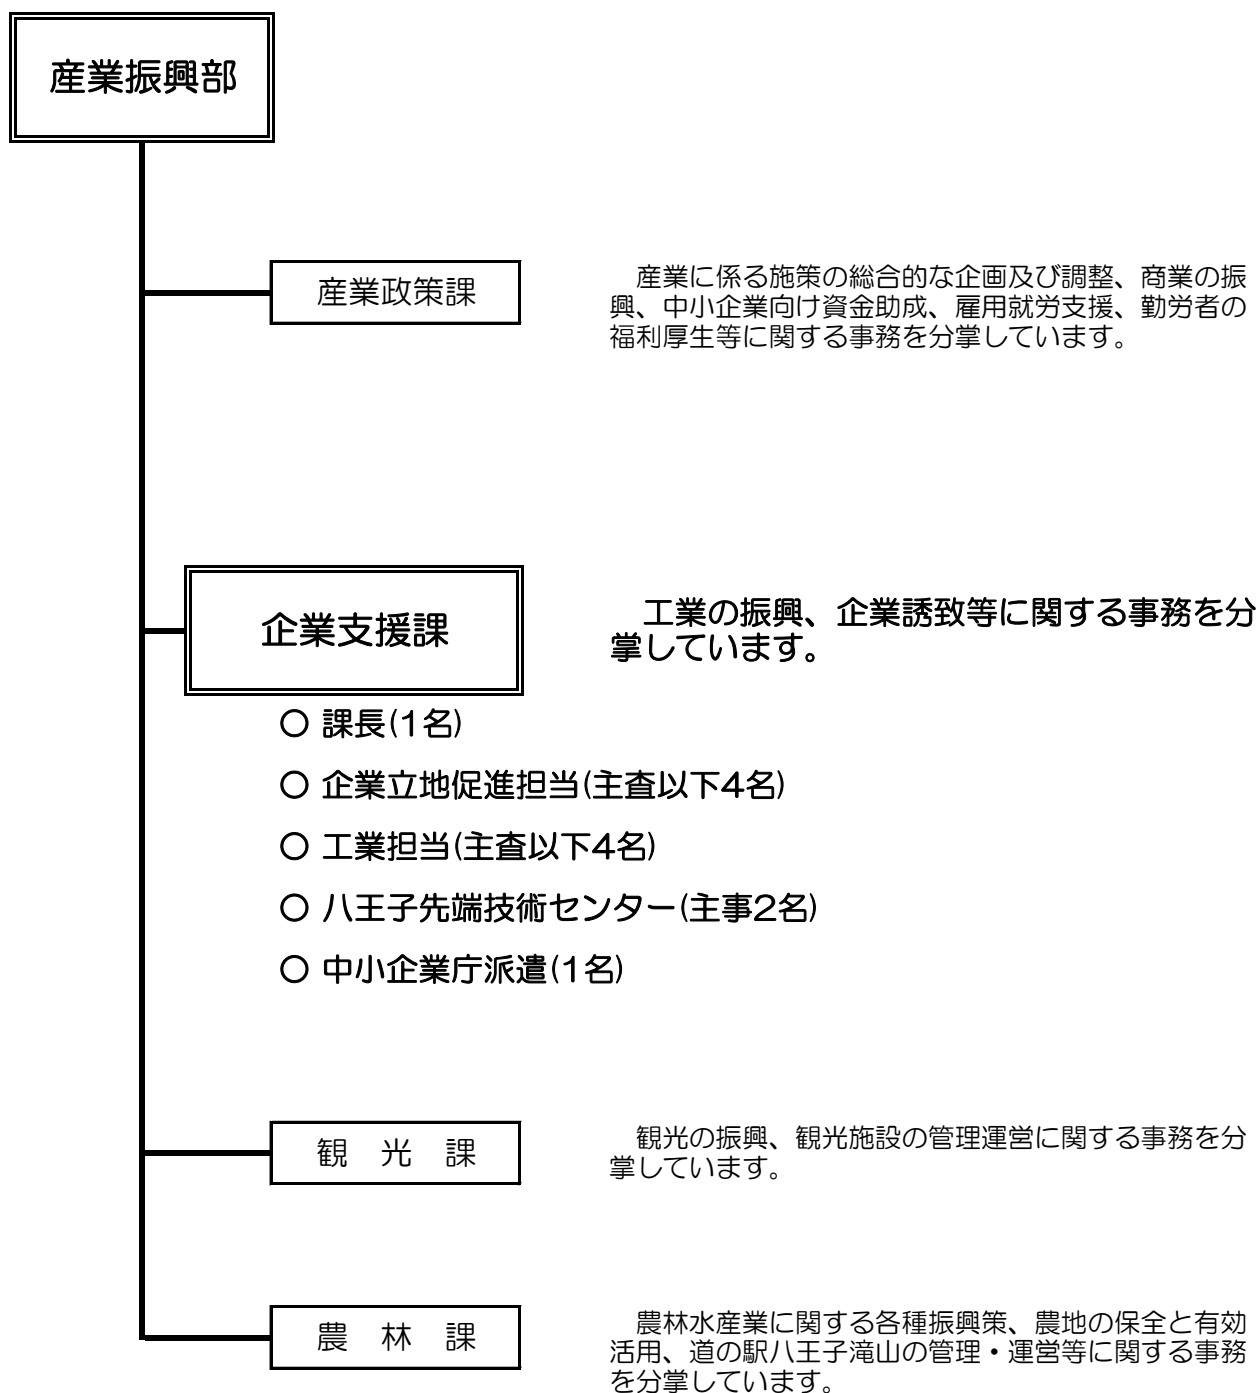 産業振興部
産業政策課
産業に係る施策の総合的な企画及び調整、商業の振
興、中小企業向け資金助成、雇用就労支援、勤労者の
福利厚生等に関する事務を分掌しています。
企業支援課
工業の振興、企業誘致等に関する事務を分
掌しています。
○ 課長(1名)
○ 企業立地促進担当(主査以下4名)
○ 工業担当(主査以下4名)
○ 八王子先端技術センター(主事2名)
○ 中小企業庁派遣(1名)
観 光 課
観光の振興、観光施設の管理運営に関する事務を分
掌しています。
農 林 課
農林水産業に関する各種振興策、農地の保全と有効
活用、道の駅八王子滝山の管理・運営等に関する事務
を分掌しています。